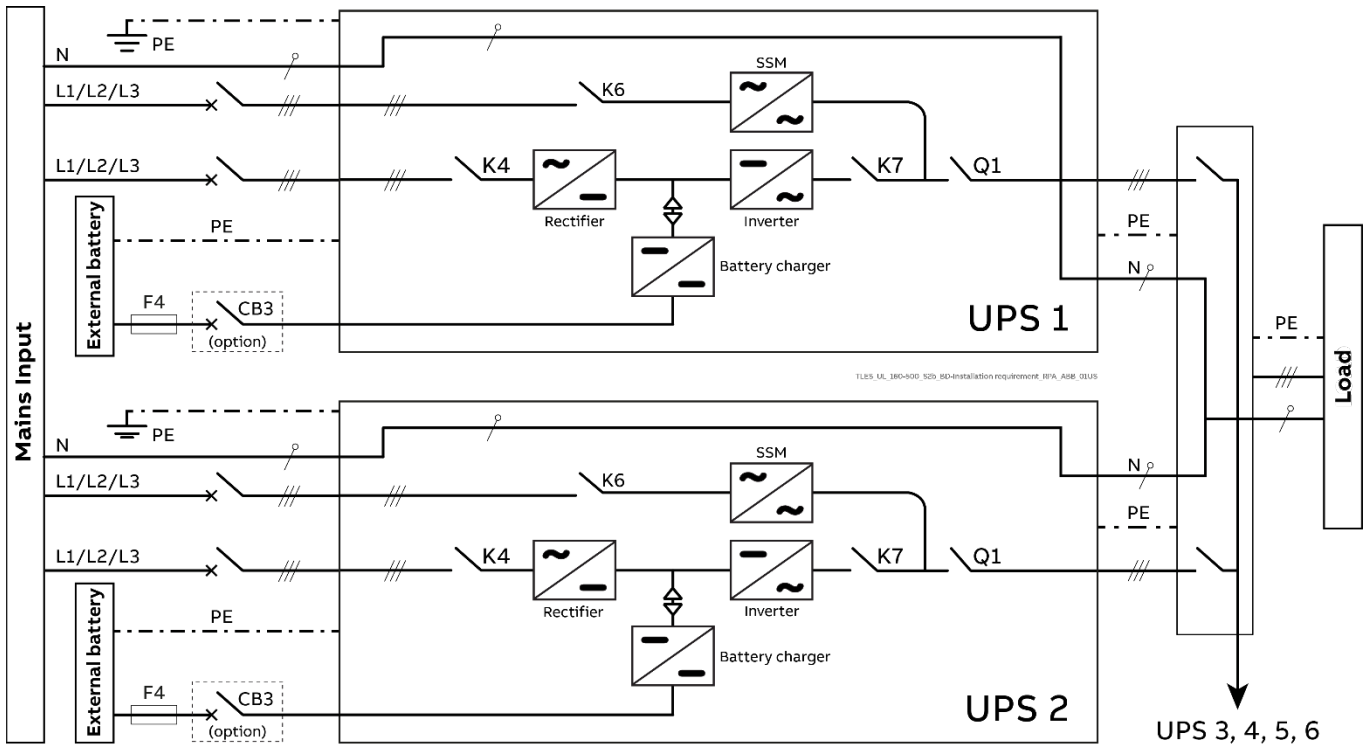 Mains Input
PE
N
L1/L2/L3
K6
SSM
L1/L2/L3
K4
Rectifier
Inverter
K7
Q1
External battery
PE
Battery charger
F4
CB3
(option)
UPS 1
PE
N
TLES_UL_160-500_S2b_BD-Installation requirement_RPA_ABB_01US
PE
Load
PE
N
L1/L2/L3
K6
SSM
L1/L2/L3
K4
Rectifier
Inverter
K7
Q1
N
PE
External battery
PE
Battery charger
F4
CB3
(option)
UPS 2
UPS 3, 4, 5, 6